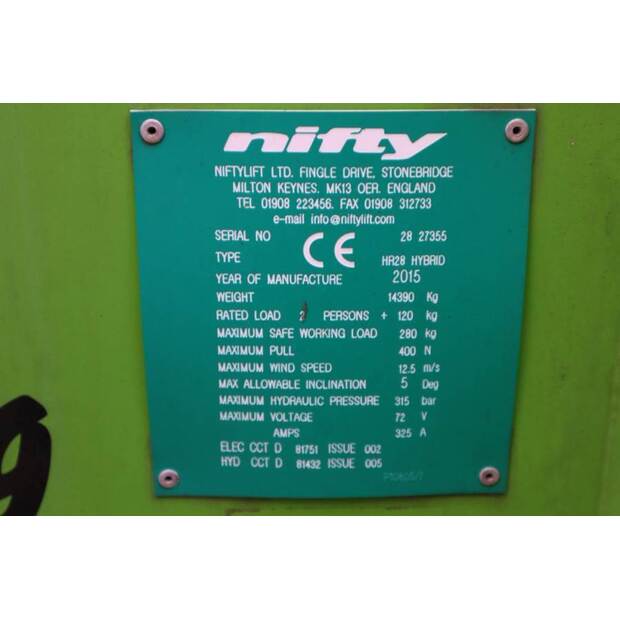 nifty
NIFTYLIFT LTD. FINGLE DRIVE, STONEBRIDGE
MILTON KEYNES. MK13 OER. ENGLAND
TEL 01908 223456. FAX 01908 312733
e-mail info@niftylift.com
SERIAL NO CE 28 27355
TYPE HR28 HYBRID
YEAR OF MANUFACTURE 2015
WEIGHT 14390 Kg
RATED LOAD 2 PERSONS + 120 kg
MAXIMUM SAFE WORKING LOAD 280 kg
MAXIMUM PULL 400 N
MAXIMUM WIND SPEED 12.5 m/s
MAX ALLOWABLE INCLINATION 5 Deg
MAXIMUM HYDRAULIC PRESSURE 315 bar
MAXIMUM VOLTAGE 72 V
AMPS 325 A
ELEC CCT D 81751 ISSUE 002
HYD CCT D 81432 ISSUE 005
9